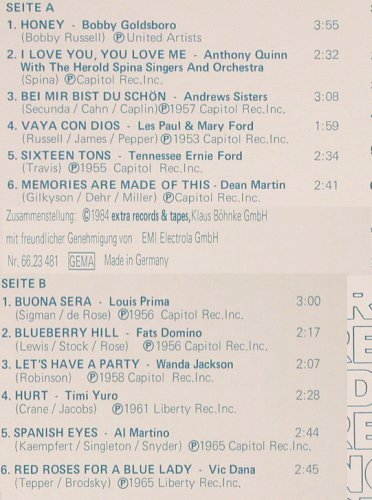 SEITE A
1. HONEY - Bobby Goldsboro 3:55
(Bobby Russell) ℗United Artists
2. I LOVE YOU, YOU LOVE ME - Anthony Quinn 2:32
With The Herold Spina Singers And Orchestra
(Spina) ℗Capitol Rec.Inc.
3. BEI MIR BIST DU SCHÖN - Andrews Sisters 3:08
(Secunda / Cahn / Caplin)℗1957 Capitol Rec.Inc.
4. VAYA CON DIOS - Les Paul & Mary Ford 1:59
(Russell / James / Pepper)℗1953 Capitol Rec.Inc.
5. SIXTEEN TONS - Tennessee Ernie Ford 2:34
(Travis) ℗1955 Capitol Rec.Inc.
6. MEMORIES ARE MADE OF THIS - Dean Martin 2:41
(Gilkyson / Dehr / Miller) ℗Capitol Rec.Inc.
Zusammenstellung: ©1984 extra records & tapes, Klaus Böhnke GmbH
mit freundlicher Genehmigung von EMI Electrola GmbH
Nr. 66.23 481 GEMA Made in Germany
SEITE B
1. BUONA SERA - Louis Prima 3:00
(Sigman / de Rose) ℗1956 Capitol Rec.Inc.
2. BLUEBERRY HILL - Fats Domino 2:17
(Lewis / Stock / Rose) ℗1956 Capitol Rec.Inc.
3. LET'S HAVE A PARTY - Wanda Jackson 2:07
(Robinson) ℗1958 Capitol Rec.Inc.
4. HURT - Timi Yuro 2:28
(Crane / Jacobs) ℗1961 Liberty Rec.Inc.
5. SPANISH EYES - Al Martino 2:44
(Kaempfert / Singleton / Snyder) ℗1965 Capitol Rec.Inc.
6. RED ROSES FOR A BLUE LADY - Vic Dana 2:45
(Tepper / Brodsky) ℗1965 Liberty Rec.Inc.